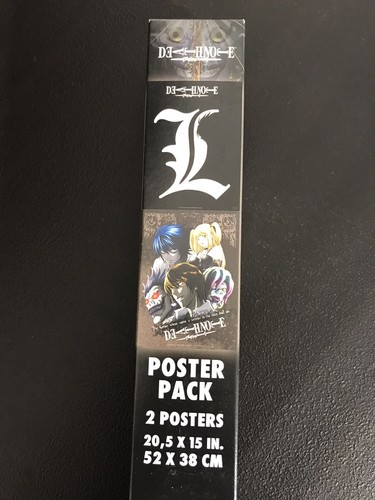 DEATH NOTE
DEATH NOTE
L
DEATH NOTE
POSTER
PACK
2 POSTERS
20,5 X 15 IN.
52 X 38 CM